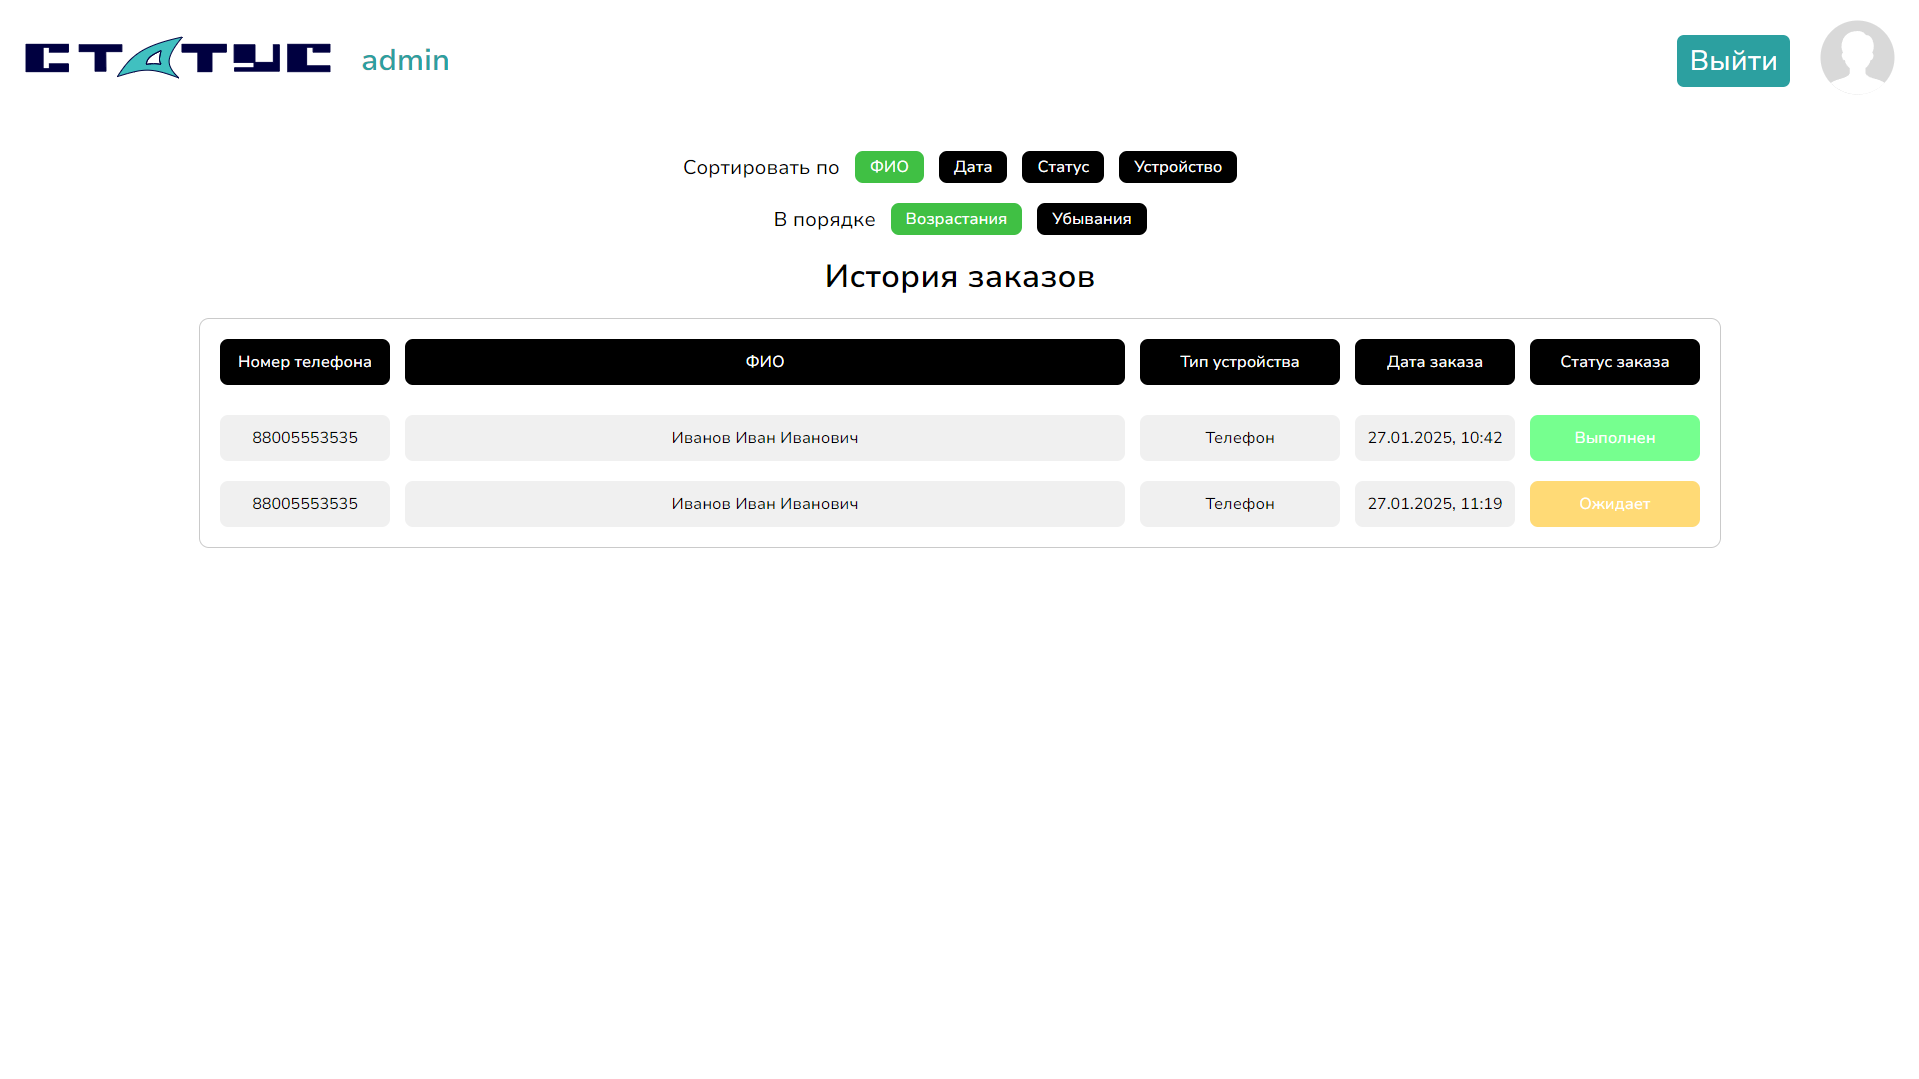 СТАТУС admin Выйти
Сортировать по ФИО Дата Статус Устройство
В порядке Возрастания Убывания
История заказов
Номер телефона ФИО Тип устройства Дата заказа Статус заказа
88005553535 Иванов Иван Иванович Телефон 27.01.2025, 10:42 Выполнен
88005553535 Иванов Иван Иванович Телефон 27.01.2025, 11:19 Ожидает